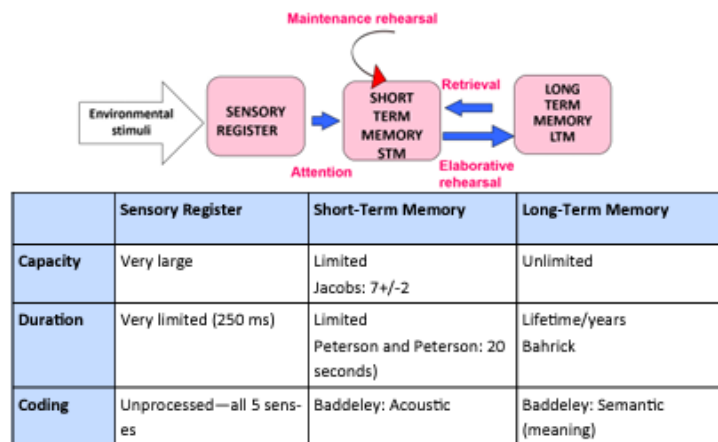 Maintenance rehearsal
Environmental
stimuli
SENSORY
REGISTER
Attention
SHORT
TERM
MEMORY
STM
Retrieval
Elaborative
rehearsal
LONG
TERM
MEMORY
LTM
Sensory Register
Short-Term Memory
Long-Term Memory
Capacity
Very large
Limited
Jacobs: 7+/-2
Unlimited
Duration
Very limited (250 ms)
Limited
Peterson and Peterson: 20
seconds)
Lifetime/years
Bahrick
Coding
Unprocessed—all 5 sens-
es
Baddeley: Acoustic
Baddeley: Semantic
(meaning)